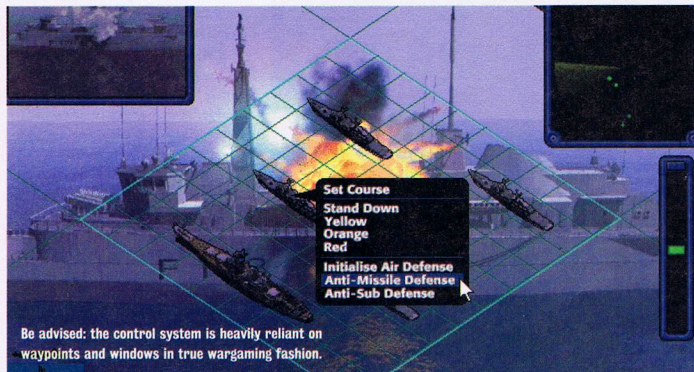 Set Course
Stand Down
Yellow
Orange
Red
Initialise Air Defense
Anti-Missile Defense
Anti-Sub Defense
Be advised: the control system is heavily reliant on
waypoints and windows in true wargaming fashion.